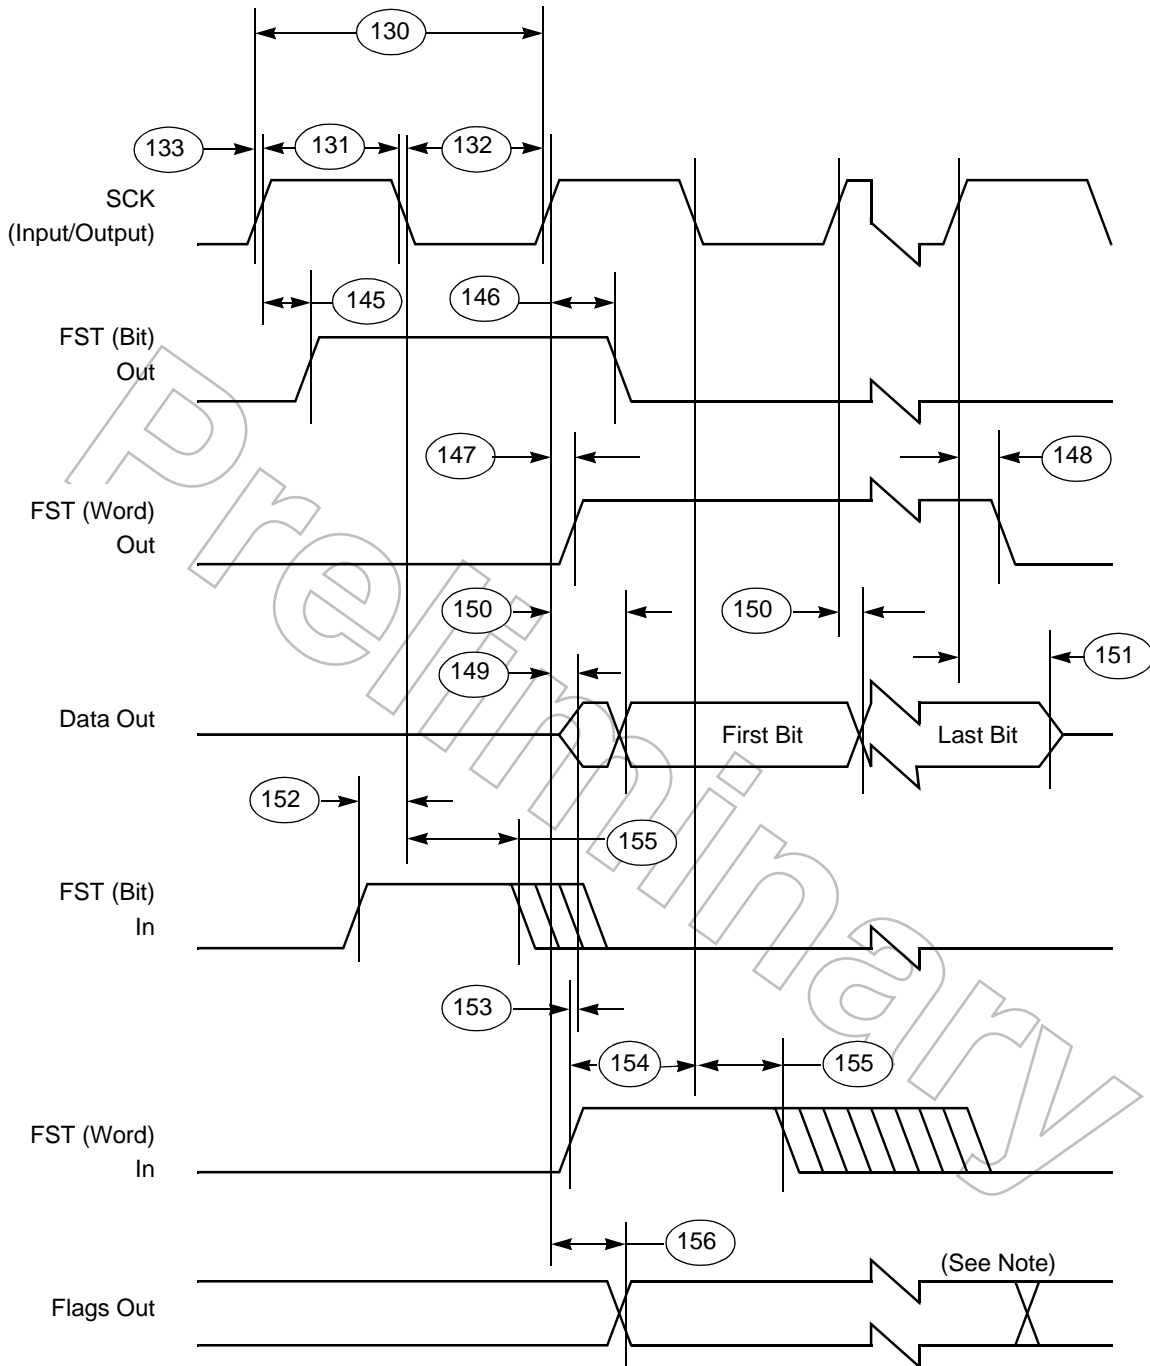 130
133
131
132
SCK
(Input/Output)
145
146
FST (Bit)
Out
147
148
FST (Word)
Out
150
150
149
151
Data Out
First Bit
Last Bit
152
155
FST (Bit)
In
153
154
155
FST (Word)
In
156
(See Note)
Flags Out
Preliminary